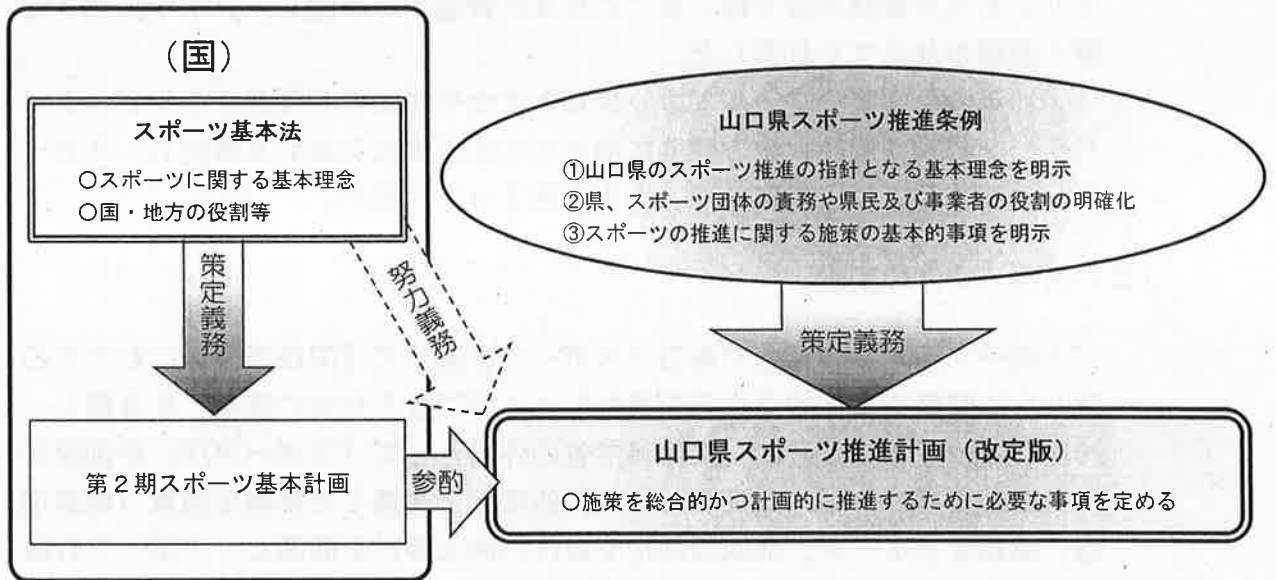 （国）
スポーツ基本法
○スポーツに関する基本理念
○国・地方の役割等
策定義務
努力義務
第２期スポーツ基本計画
参酌
山口県スポーツ推進条例
①山口県のスポーツ推進の指針となる基本理念を明示
②県、スポーツ団体の責務や県民及び事業者の役割の明確化
③スポーツの推進に関する施策の基本的事項を明示
策定義務
山口県スポーツ推進計画（改定版）
○施策を総合的かつ計画的に推進するために必要な事項を定める